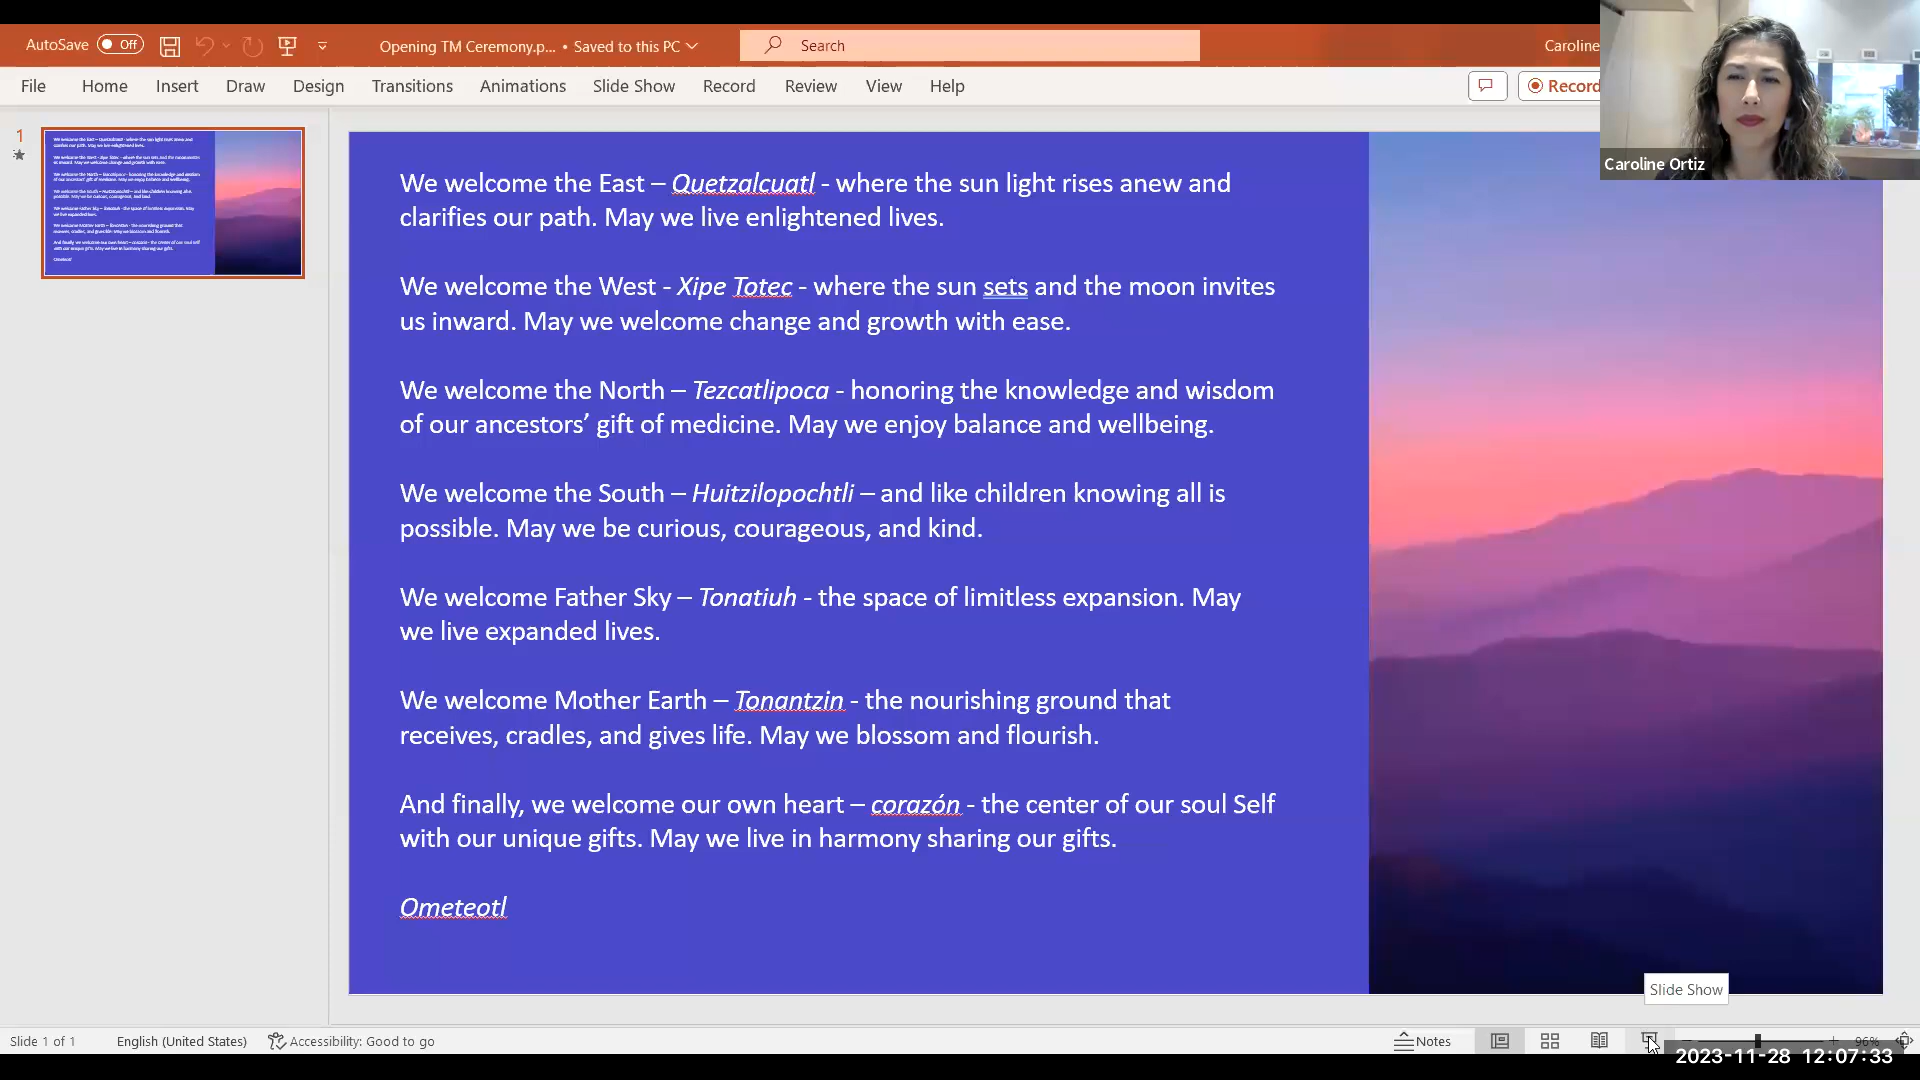 AutoSave Off
Opening TM Ceremony.p... • Saved to this PC
Search
Caroline
File Home Insert Draw Design Transitions Animations Slide Show Record Review View Help
Record
Caroline Ortiz
1
We welcome the East – Quetzalcuatl - where the sun light rises anew and
clarifies our path. May we live enlightened lives.
We welcome the West - Xipe Totec - where the sun sets and the moon invites
us inward. May we welcome change and growth with ease.
We welcome the North – Tezcatlipoca - honoring the knowledge and wisdom
of our ancestors’ gift of medicine. May we enjoy balance and wellbeing.
We welcome the South – Huitzilopochtli – and like children knowing all is
possible. May we be curious, courageous, and kind.
We welcome Father Sky – Tonatiuh - the space of limitless expansion. May
we live expanded lives.
We welcome Mother Earth – Tonantzin - the nourishing ground that
receives, cradles, and gives life. May we blossom and flourish.
And finally, we welcome our own heart – corazón - the center of our soul Self
with our unique gifts. May we live in harmony sharing our gifts.
Ometeotl
Slide Show
Slide 1 of 1 English (United States) Accessibility: Good to go
Notes
96%
2023-11-28 12:07:33